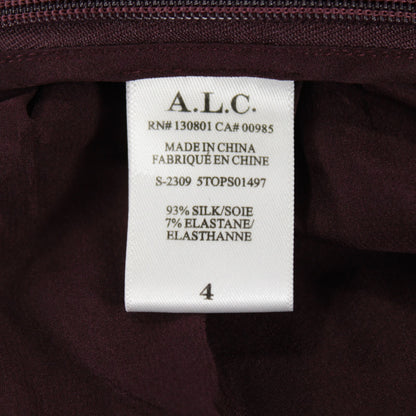 A.L.C.
RN# 130801 CA# 00985
MADE IN CHINA
FABRIQUÉ EN CHINE
S-2309 5TOPS01497
93% SILK/SOIE
7% ELASTANE/
ELASTHANNE
4